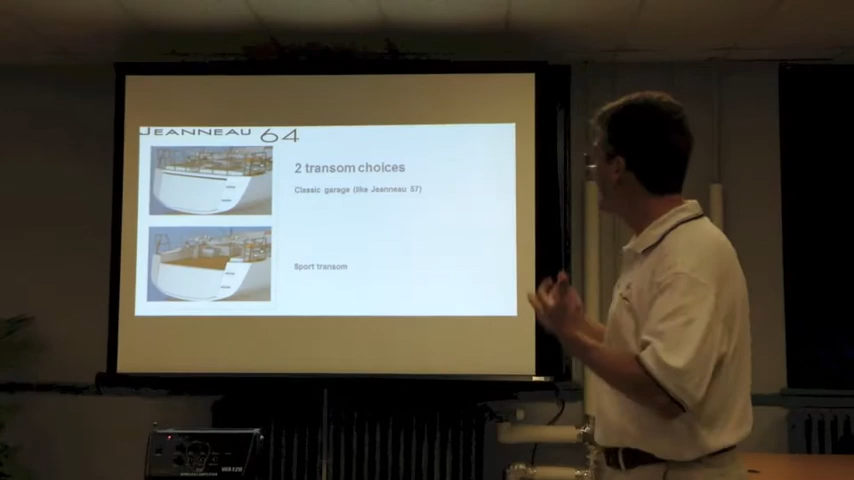 JEANNEAU 64
2 transom choices
Classic garage (like Jeanneau 57)
Sport transom